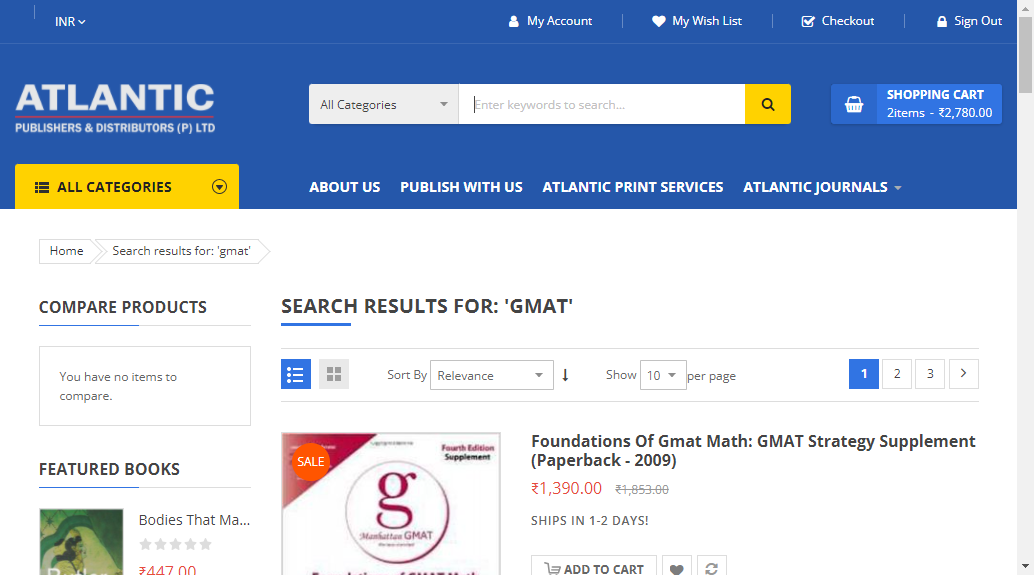 INR
My Account
My Wish List
Checkout
Sign Out
ATLANTIC
PUBLISHERS & DISTRIBUTORS (P) LTD
All Categories
Enter keywords to search...
SHOPPING CART
2items - ₹2,780.00
ALL CATEGORIES
ABOUT US
PUBLISH WITH US
ATLANTIC PRINT SERVICES
ATLANTIC JOURNALS
Home
Search results for: 'gmat'
COMPARE PRODUCTS
You have no items to
compare.
FEATURED BOOKS
Bodies That Ma...
₹447.00
SEARCH RESULTS FOR: 'GMAT'
Sort By
Relevance
Show
10
per page
1
2
3
SALE
Fourth Edition
Supplement
g
Manhattan GMAT
Foundations Of Gmat Math: GMAT Strategy Supplement
(Paperback - 2009)
₹1,390.00 ₹1,853.00
SHIPS IN 1-2 DAYS!
ADD TO CART